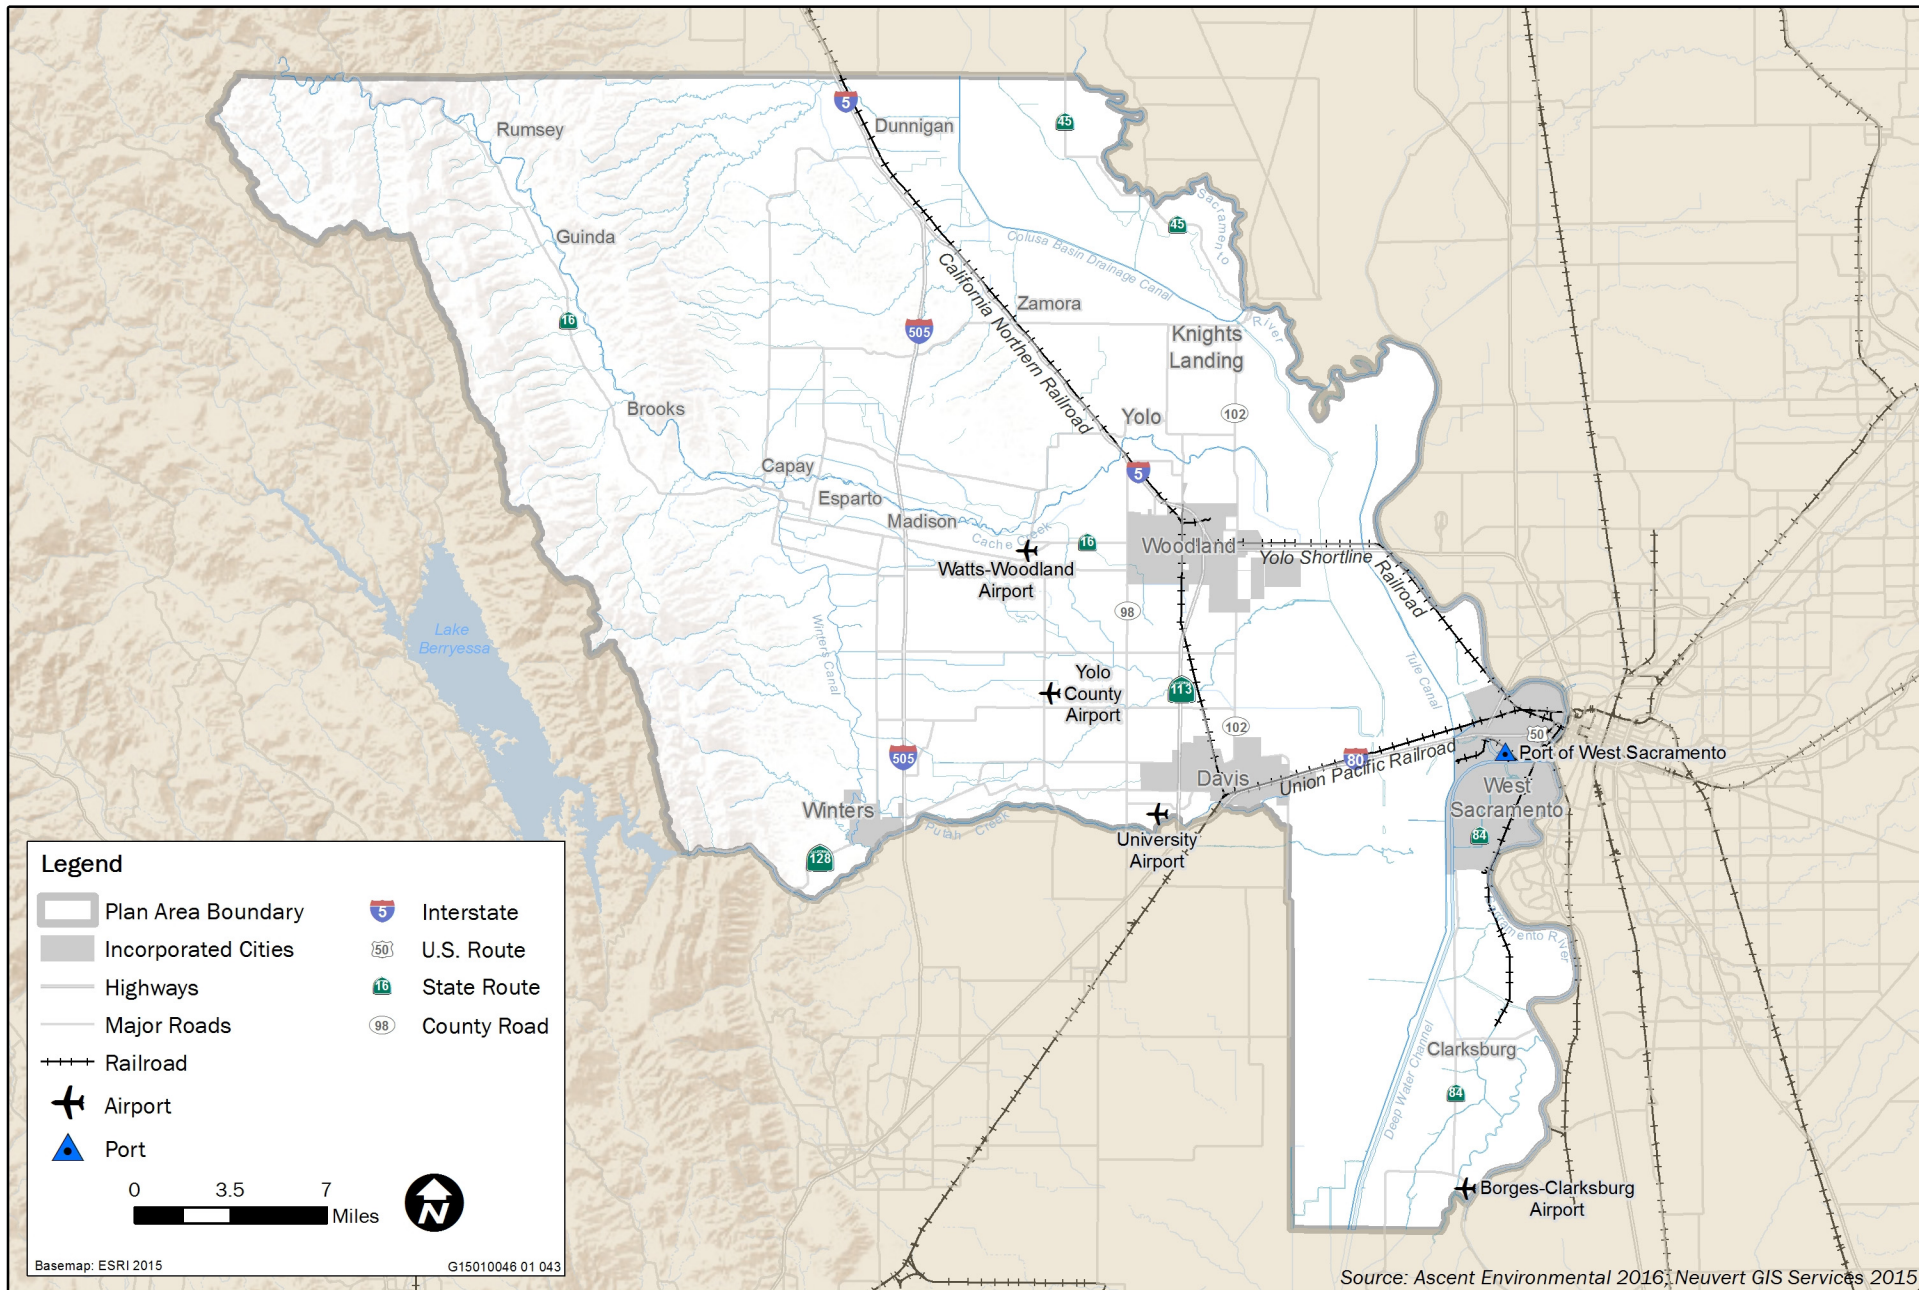 5
Dunnigan
45
Rumsey
Sacramento
45
Guinda
Colusa Basin Drainage Canal
California Northern Railroad
Zamora
16
505
River
Knights
Landing
Brooks
Yolo
102
Capay
5
Esparto
Madison
Cache Creek
16
Woodland
Yolo Shortline
Railroad
Watts-Woodland
Airport
98
Lake
Berryessa
Winters Canal
Tule Canal
Yolo
County
Airport
113
102
50
505
80
Port of West Sacramento
Union Pacific Railroad
Davis
West
Sacramento
Winters
Putah Creek
84
University
Airport
128
Sacramento River
Deep Water Channel
Clarksburg
84
Borges-Clarksburg
Airport
Legend
Plan Area Boundary
Incorporated Cities
Highways
Major Roads
Railroad
Airport
Port
5 Interstate
50 U.S. Route
16 State Route
98 County Road
0 3.5 7
Miles
N
Basemap: ESRI 2015
G15010046 01 043
Source: Ascent Environmental 2016, Neuvert GIS Services 2015